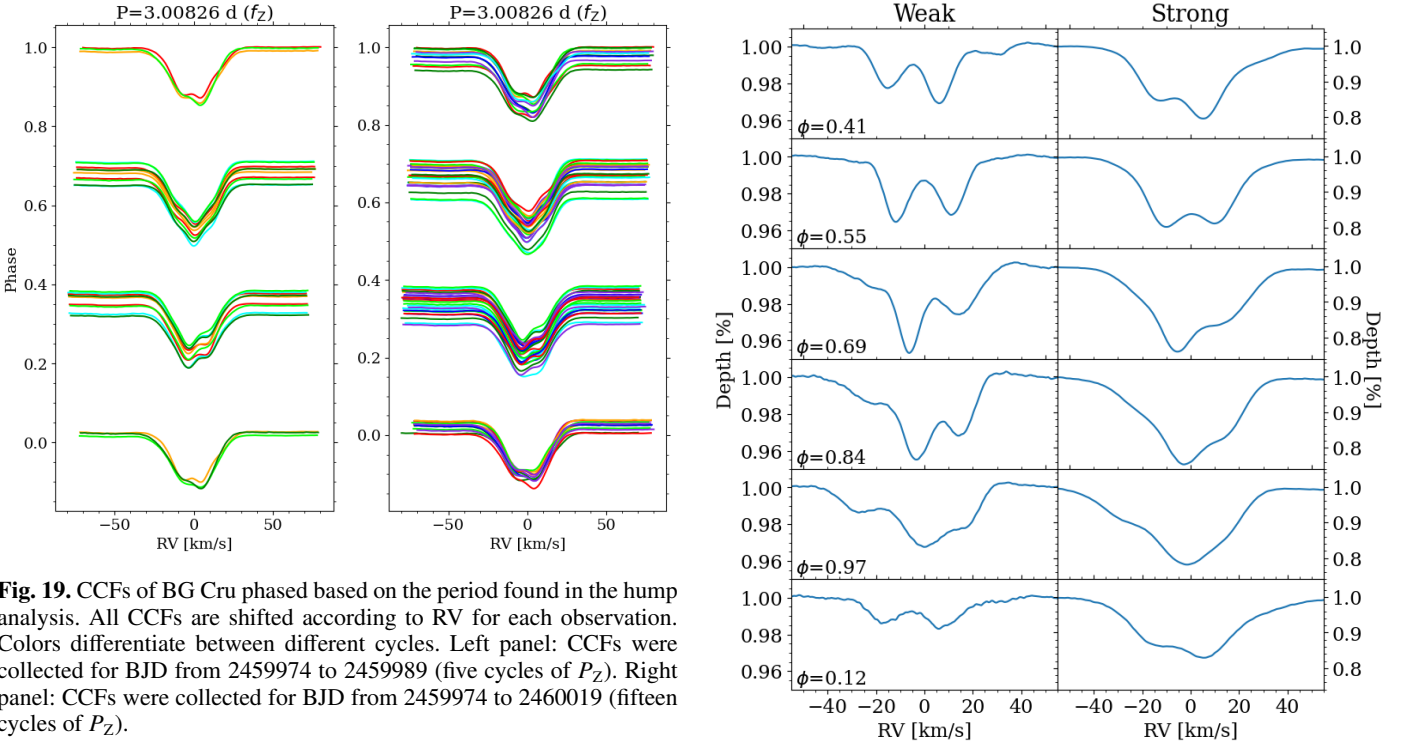 P=3.00826 d (fZ)
P=3.00826 d (fZ)
1.0
0.8
0.6
0.4
0.2
0.0
Phase
−50
0
50
RV [km/s]
1.0
0.8
0.6
0.4
0.2
0.0
−50
0
50
RV [km/s]
Fig. 19. CCFs of BG Cru phased based on the period found in the hump
analysis. All CCFs are shifted according to RV for each observation.
Colors differentiate between different cycles. Left panel: CCFs were
collected for BJD from 2459974 to 2459989 (five cycles of PZ). Right
panel: CCFs were collected for BJD from 2459974 to 2460019 (fifteen
cycles of PZ).
Weak
Strong
1.00
0.98
0.96
ϕ=0.41
1.0
0.9
0.8
1.00
0.98
0.96
ϕ=0.55
1.0
0.9
0.8
1.00
0.98
0.96
ϕ=0.69
1.0
0.9
0.8
Depth [%]
Depth [%]
1.00
0.98
0.96
ϕ=0.84
1.0
0.9
0.8
1.00
0.98
0.96
ϕ=0.97
1.0
0.9
0.8
1.00
0.98
0.96
ϕ=0.12
1.0
0.9
0.8
−40 −20 0 20 40
−40 −20 0 20 40
RV [km/s]
RV [km/s]